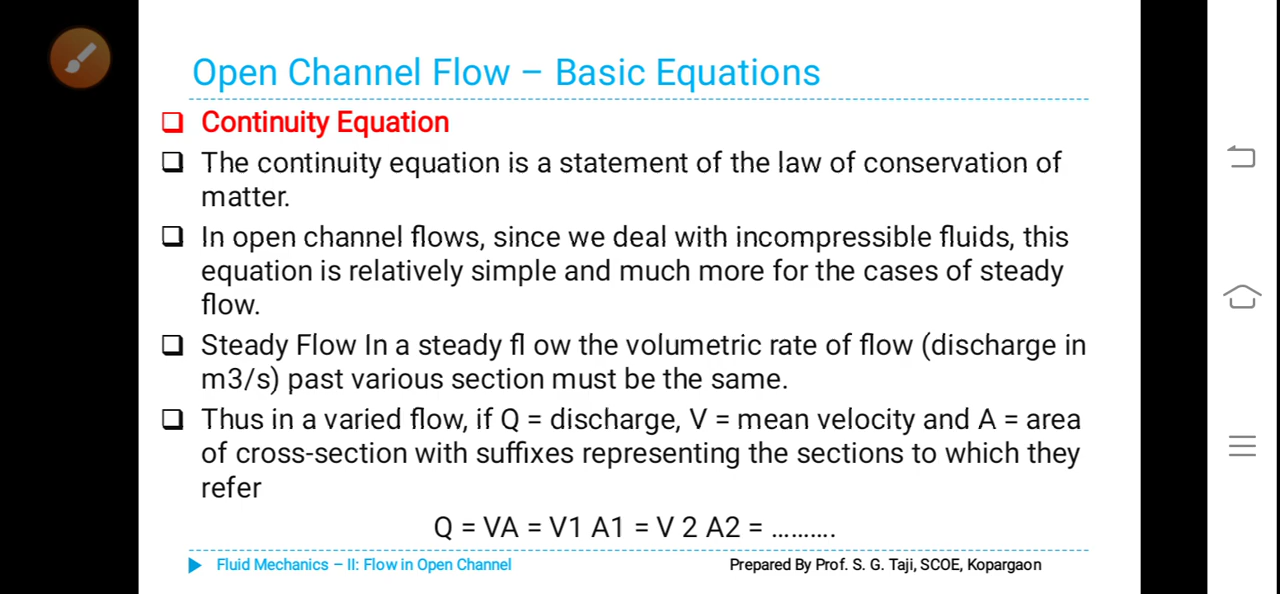 Open Channel Flow – Basic Equations
❑ Continuity Equation
❑ The continuity equation is a statement of the law of conservation of
matter.
❑ In open channel flows, since we deal with incompressible fluids, this
equation is relatively simple and much more for the cases of steady
flow.
❑ Steady Flow In a steady fl ow the volumetric rate of flow (discharge in
m3/s) past various section must be the same.
❑ Thus in a varied flow, if Q = discharge, V = mean velocity and A = area
of cross-section with suffixes representing the sections to which they
refer
Q = VA = V1 A1 = V 2 A2 = ..........
Fluid Mechanics – II: Flow in Open Channel Prepared By Prof. S. G. Taji, SCOE, Kopargaon